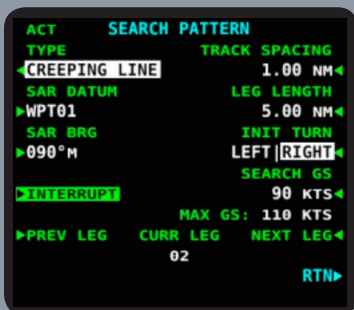 ACT SEARCH PATTERN
TYPE TRACK SPACING
◄CREEPING LINE 1.00 NM◄
SAR DATUM LEG LENGTH
►WPT01 5.00 NM◄
SAR BRG INIT TURN
►090°M LEFT|RIGHT◄
SEARCH GS
►INTERRUPT 90 KTS◄
MAX GS: 110 KTS
►PREV LEG CURR LEG NEXT LEG◄
02
RTN►